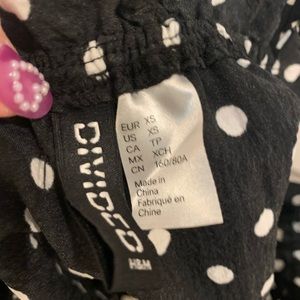 EUR XS
US XS
CA TP
MX XCH
CN 160/80A
Made in
China
Fabriqué en
Chine
DIVIDED
H&M